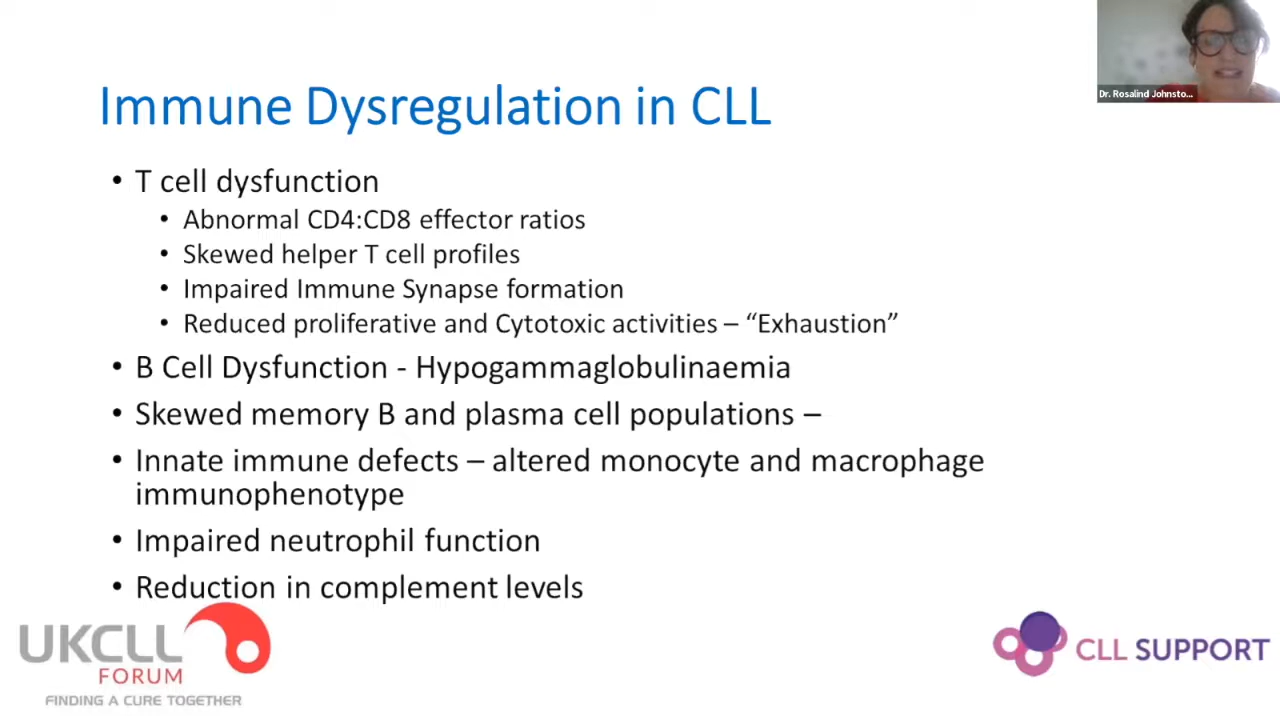 Dr. Rosalind Johnsto...
Immune Dysregulation in CLL
• T cell dysfunction
• Abnormal CD4:CD8 effector ratios
• Skewed helper T cell profiles
• Impaired Immune Synapse formation
• Reduced proliferative and Cytotoxic activities – “Exhaustion”
• B Cell Dysfunction - Hypogammaglobulinaemia
• Skewed memory B and plasma cell populations –
• Innate immune defects – altered monocyte and macrophage
immunophenotype
• Impaired neutrophil function
• Reduction in complement levels
UKCLL
FORUM
FINDING A CURE TOGETHER
CLL SUPPORT